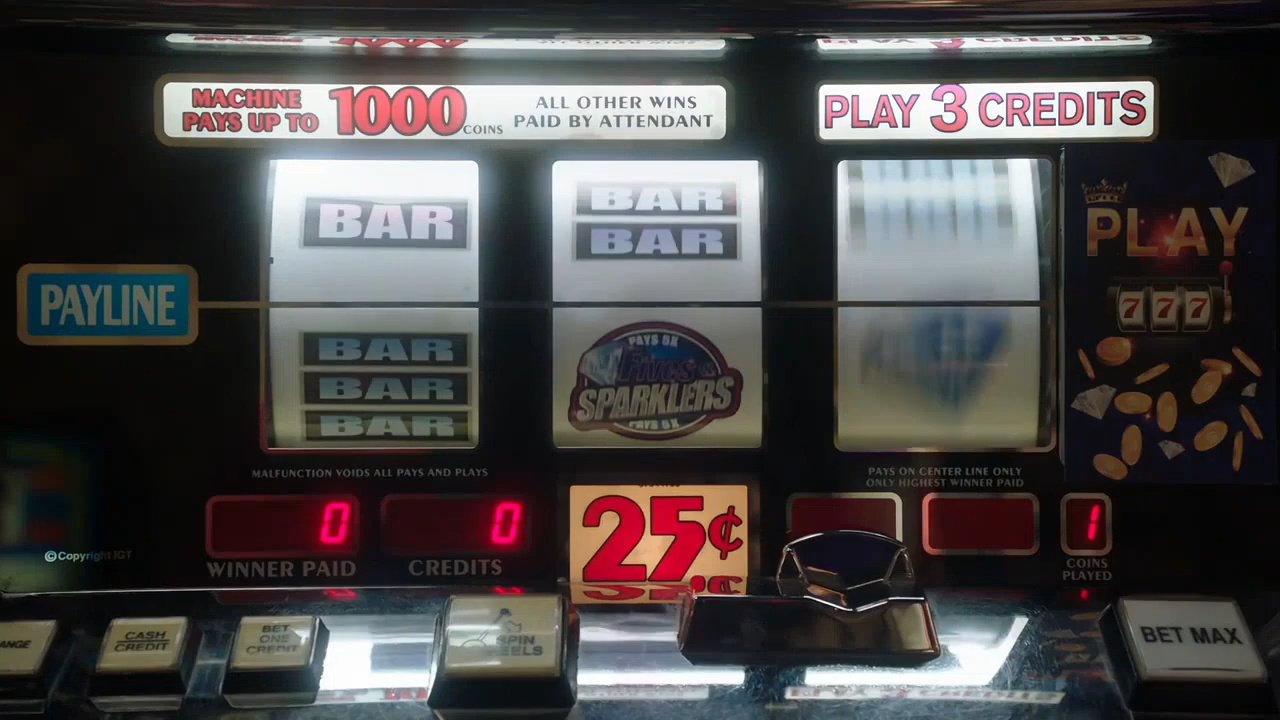 MACHINE
PAYS UP TO 1000 COINS
ALL OTHER WINS
PAID BY ATTENDANT
PLAY 3 CREDITS
BAR
BAR
BAR
PAYLINE
BAR
BAR
BAR
PAYS 5X
Fives
SPARKLERS
PAYS 5X
PLAY
777
MALFUNCTION VOIDS ALL PAYS AND PLAYS
PAYS ON CENTER LINE ONLY
ONLY HIGHEST WINNER PAID
0
WINNER PAID
0
CREDITS
25¢
1
COINS
PLAYED
©Copyright IGT
CASH
CREDIT
BET
ONE
CREDIT
SPIN
BET MAX